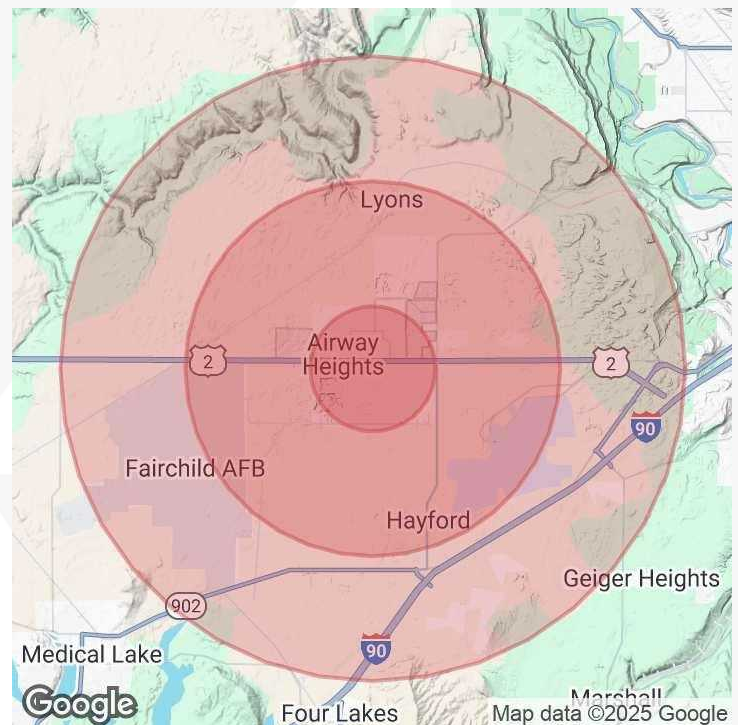 Lyons
Airway
Heights
2
2
90
Fairchild AFB
Hayford
Geiger Heights
902
Medical Lake
90
Marshall
Four Lakes
Google
Map data ©2025 Google